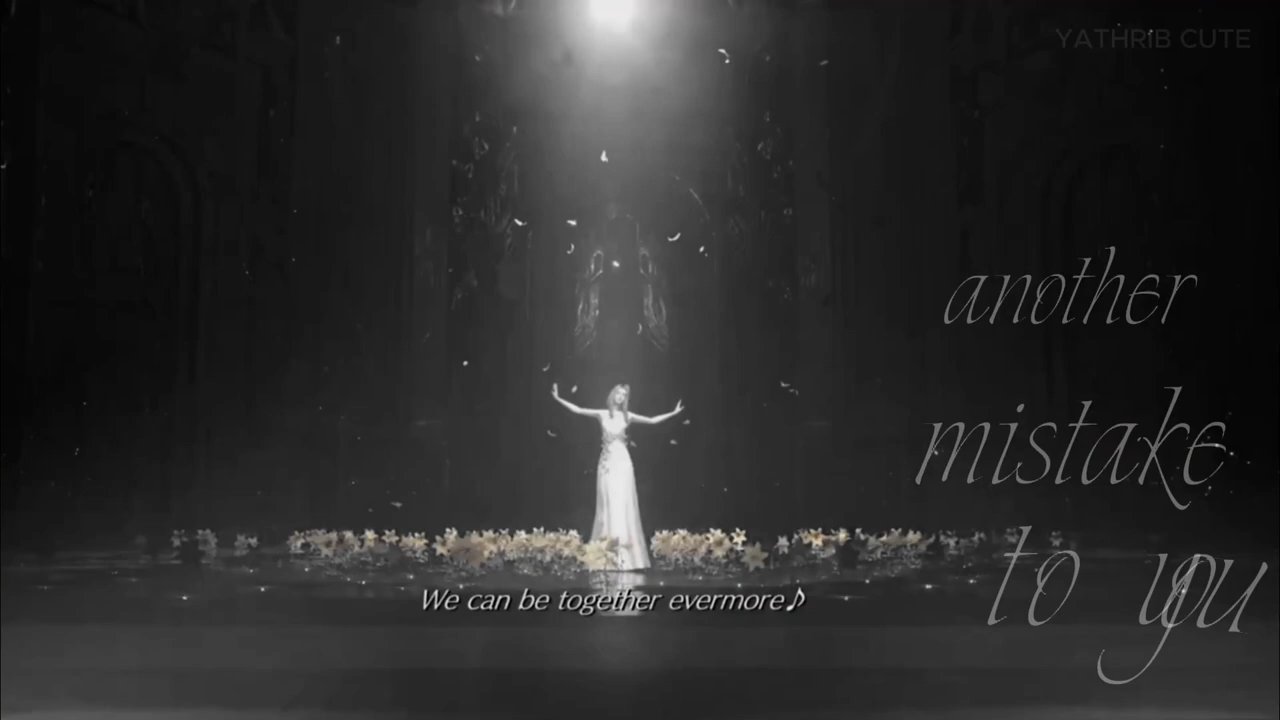 YATHRIB CUTE
another
mistake
to you
We can be together evermore♪